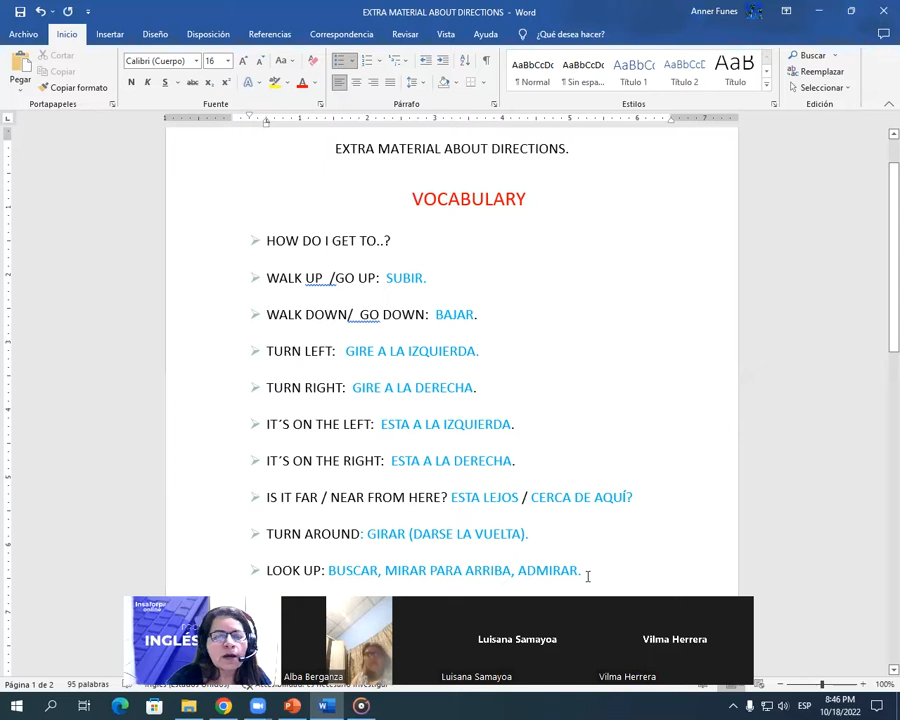 EXTRA MATERIAL ABOUT DIRECTIONS - Word
Anner Funes
Archivo Inicio Insertar Diseño Disposición Referencias Correspondencia Revisar Vista Ayuda ¿Qué desea hacer?
Pegar
Cortar
Copiar
Copiar formato
Portapapeles
Calibri (Cuerpo) 16
Fuente
Párrafo
AaBbCcDc AaBbCcDc AaBbCc AaBbCcC AaB
¶ Normal ¶ Sin espa... Título 1 Título 2 Título
Estilos
Buscar
Reemplazar
Seleccionar
Edición
EXTRA MATERIAL ABOUT DIRECTIONS.
VOCABULARY
HOW DO I GET TO..?
WALK UP /GO UP: SUBIR.
WALK DOWN/ GO DOWN: BAJAR.
TURN LEFT: GIRE A LA IZQUIERDA.
TURN RIGHT: GIRE A LA DERECHA.
IT´S ON THE LEFT: ESTA A LA IZQUIERDA.
IT´S ON THE RIGHT: ESTA A LA DERECHA.
IS IT FAR / NEAR FROM HERE? ESTA LEJOS / CERCA DE AQUÍ?
TURN AROUND: GIRAR (DARSE LA VUELTA).
LOOK UP: BUSCAR, MIRAR PARA ARRIBA, ADMIRAR.
Insaforp
online
INGLÉS
Alba Berganza
Luisana Samayoa
Luisana Samayoa
Vilma Herrera
Vilma Herrera
Página 1 de 2 95 palabras
100%
ESP
8:46 PM
10/18/2022